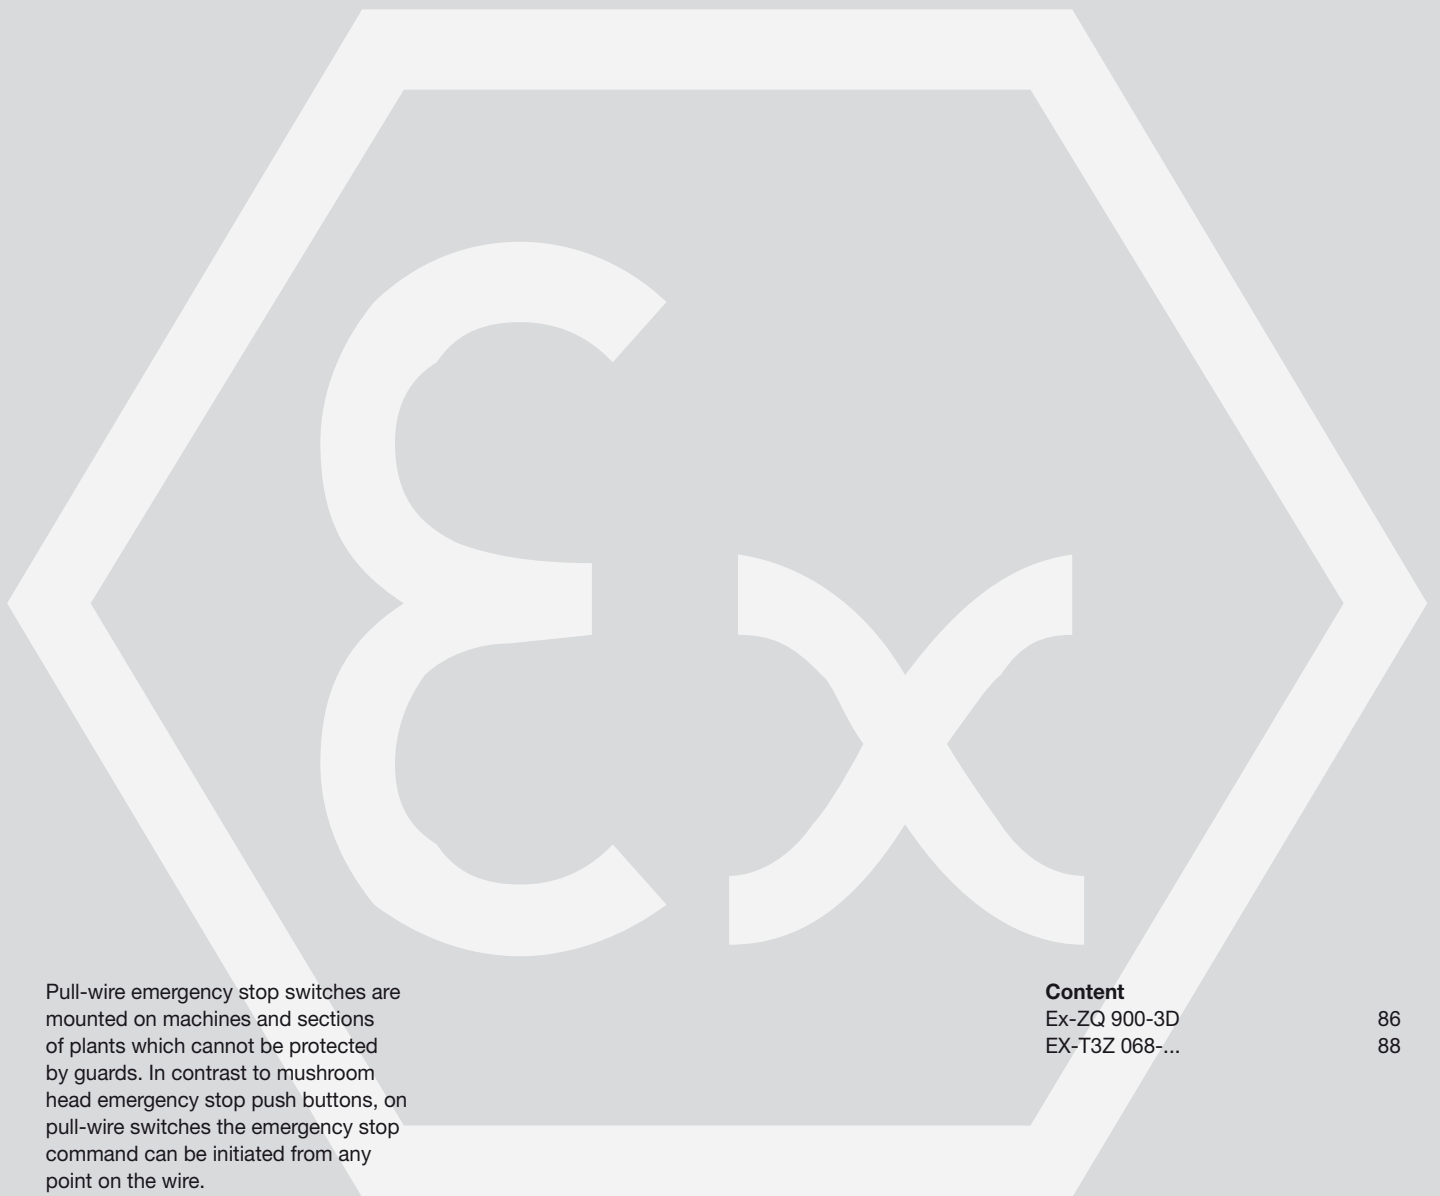 Ex
Pull-wire emergency stop switches are
mounted on machines and sections
of plants which cannot be protected
by guards. In contrast to mushroom
head emergency stop push buttons, on
pull-wire switches the emergency stop
command can be initiated from any
point on the wire.
Content
Ex-ZQ 900-3D 86
EX-T3Z 068-... 88